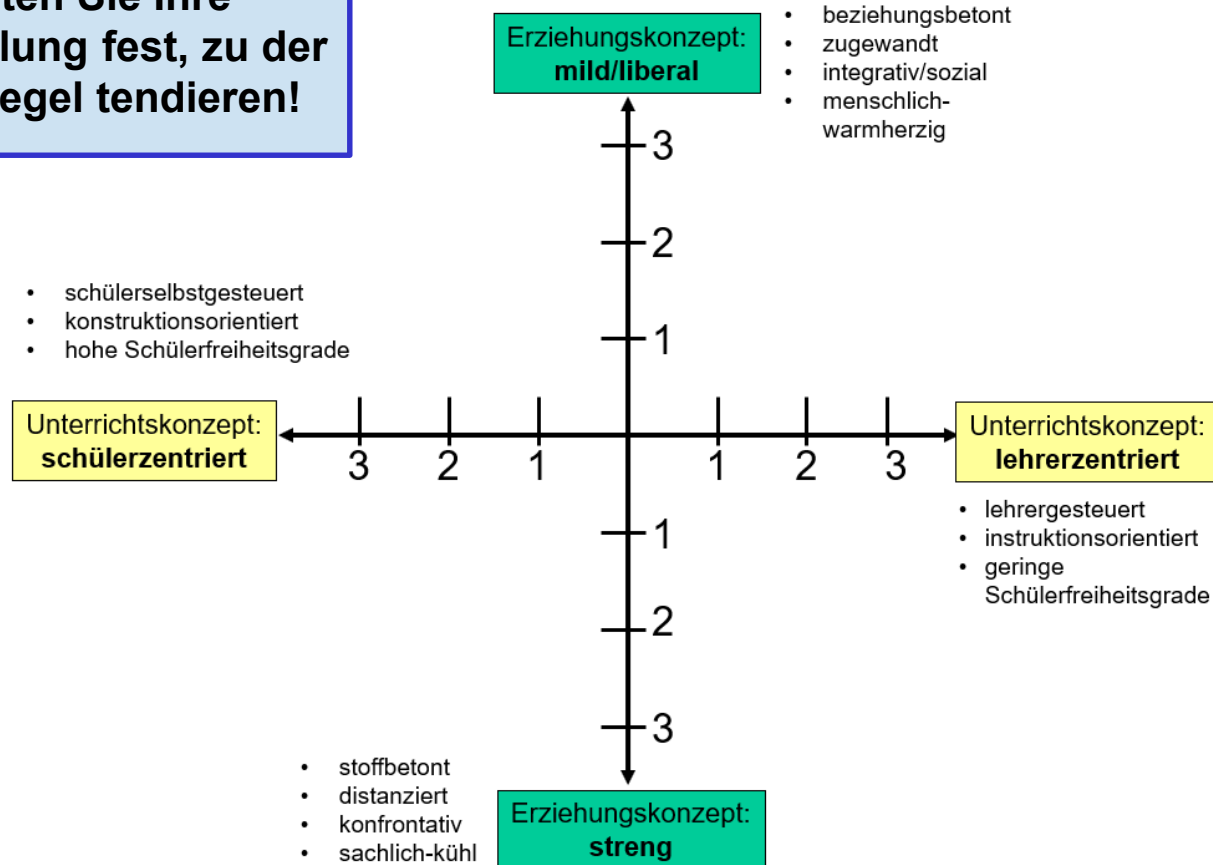 ten Sie Ihre
lung fest, zu der
egel tendieren!
Erziehungskonzept:
mild/liberal
• beziehungsbetont
• zugewandt
• integrativ/sozial
• menschlich-
warmherzig
3
2
1
• schülerselbstgesteuert
• konstruktionsorientiert
• hohe Schülerfreiheitsgrade
Unterrichtskonzept:
schülerzentriert
3 2 1 1 2 3
Unterrichtskonzept:
lehrerzentriert
• lehrergesteuert
• instruktionsorientiert
• geringe
Schülerfreiheitsgrade
1
2
3
• stoffbetont
• distanziert
• konfrontativ
• sachlich-kühl
Erziehungskonzept:
streng